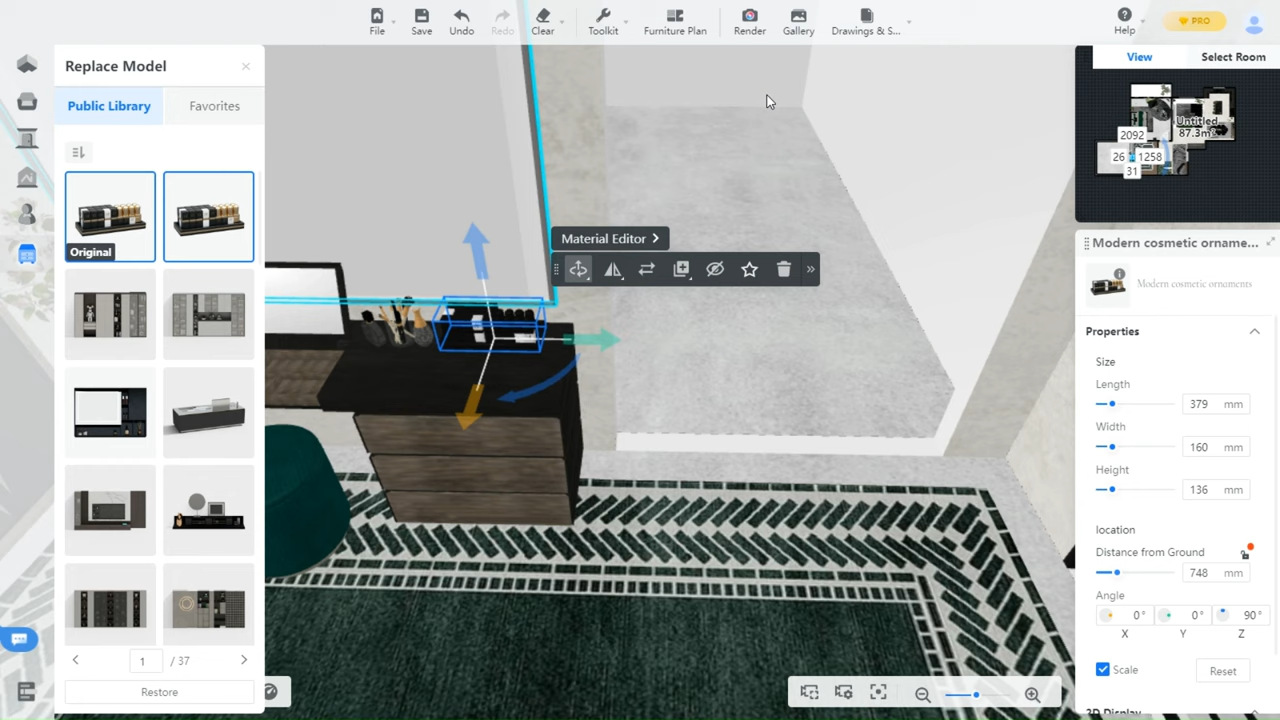 File
Save
Undo
Redo
Clear
Toolkit
Furniture Plan
Render
Gallery
Drawings & S...
Help
PRO
Replace Model
Public Library
Favorites
Original
1 / 37
Restore
Material Editor
View
Select Room
Untitled
87.3m²
2092
26
1258
31
Modern cosmetic orname...
Modern cosmetic ornaments
Properties
Size
Length
379 mm
Width
160 mm
Height
136 mm
location
Distance from Ground
748 mm
Angle
0° 0° 90°
X Y Z
Scale
Reset
3D Display